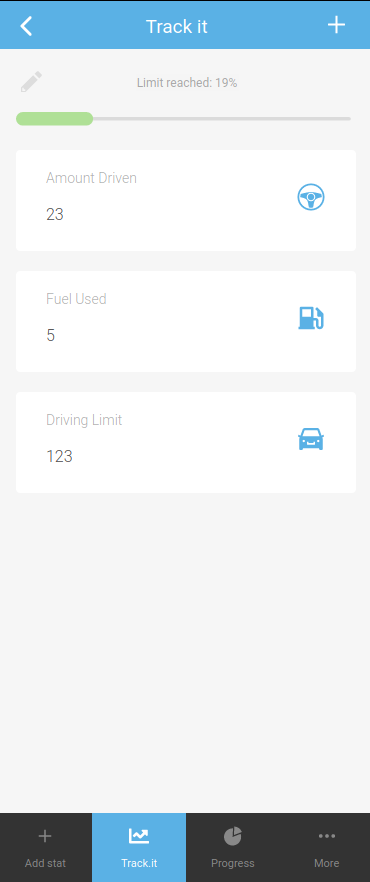 Track it
Limit reached: 19%
Amount Driven
23
Fuel Used
5
Driving Limit
123
Add stat
Track.it
Progress
More